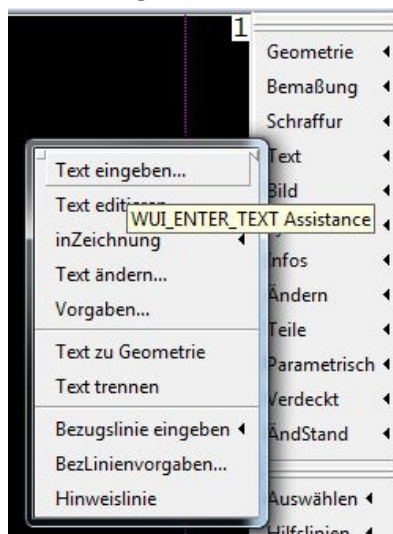 1
Geometrie
Bemaßung
Schraffur
Text
Bild
Infos
Ändern
Teile
Parametrisch
Verdeckt
ÄndStand
Auswählen
Hilfslinien
Text eingeben...
Text editieren
WUI_ENTER_TEXT Assistance
inZeichnung
Text ändern...
Vorgaben...
Text zu Geometrie
Text trennen
Bezugslinie eingeben
BezLinienvorgaben...
Hinweislinie